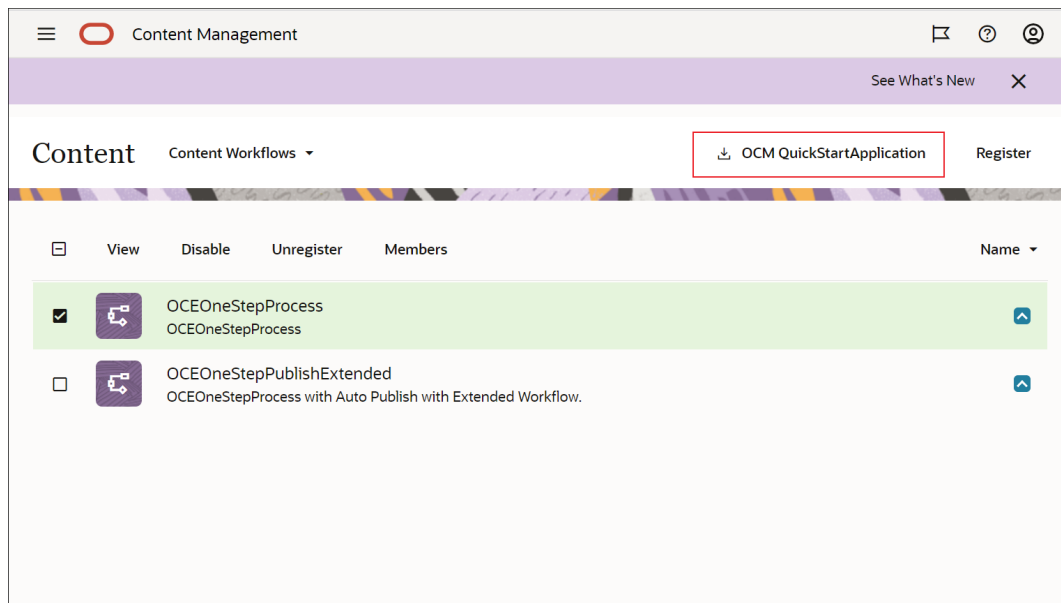 Content Management
See What's New
Content
Content Workflows
OCM QuickStartApplication
Register
View
Disable
Unregister
Members
Name
OCEOneStepProcess
OCEOneStepProcess
OCEOneStepPublishExtended
OCEOneStepProcess with Auto Publish with Extended Workflow.